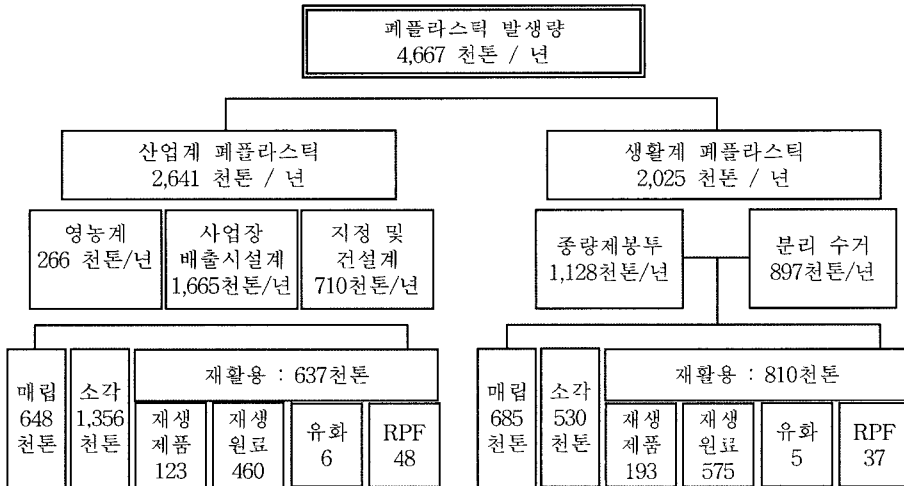 폐플라스틱 발생량
4,667 천톤 / 년
산업계 폐플라스틱
2,641 천톤 / 년
생활계 폐플라스틱
2,025 천톤 / 년
영농계
266 천톤/년
사업장
배출시설계
1,665천톤/년
지정 및
건설계
710천톤/년
종량제봉투
1,128천톤/년
분리 수거
897천톤/년
매립
648
천톤
소각
1,356
천톤
재활용 : 637천톤
재생
제품
123
재생
원료
460
유화
6
RPF
48
매립
685
천톤
소각
530
천톤
재활용 : 810천톤
재생
제품
193
재생
원료
575
유화
5
RPF
37